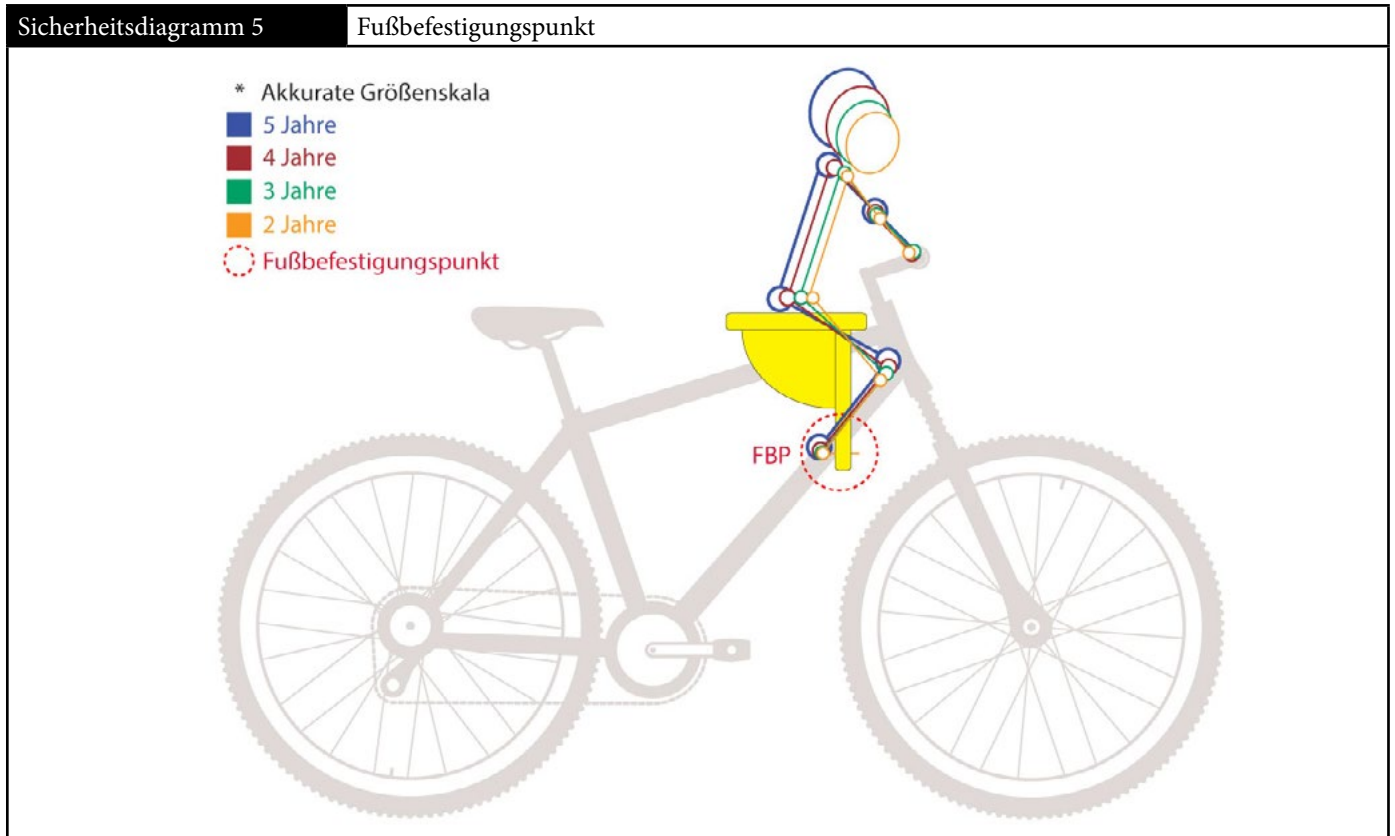 Sicherheitsdiagramm 5
Fußbefestigungspunkt
* Akkurate Größenskala
5 Jahre
4 Jahre
3 Jahre
2 Jahre
Fußbefestigungspunkt
FBP